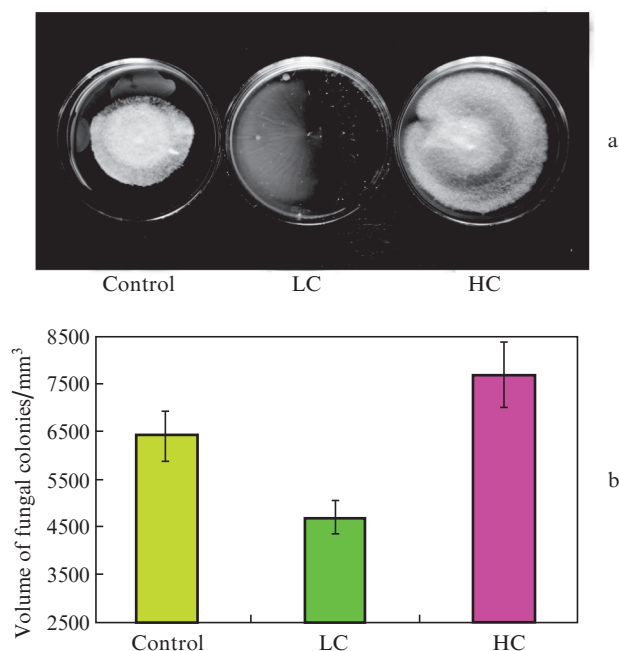 a
Control LC HC
Volume of fungal colonies/mm³
8500
7500
6500
5500
4500
3500
2500
b
Control LC HC